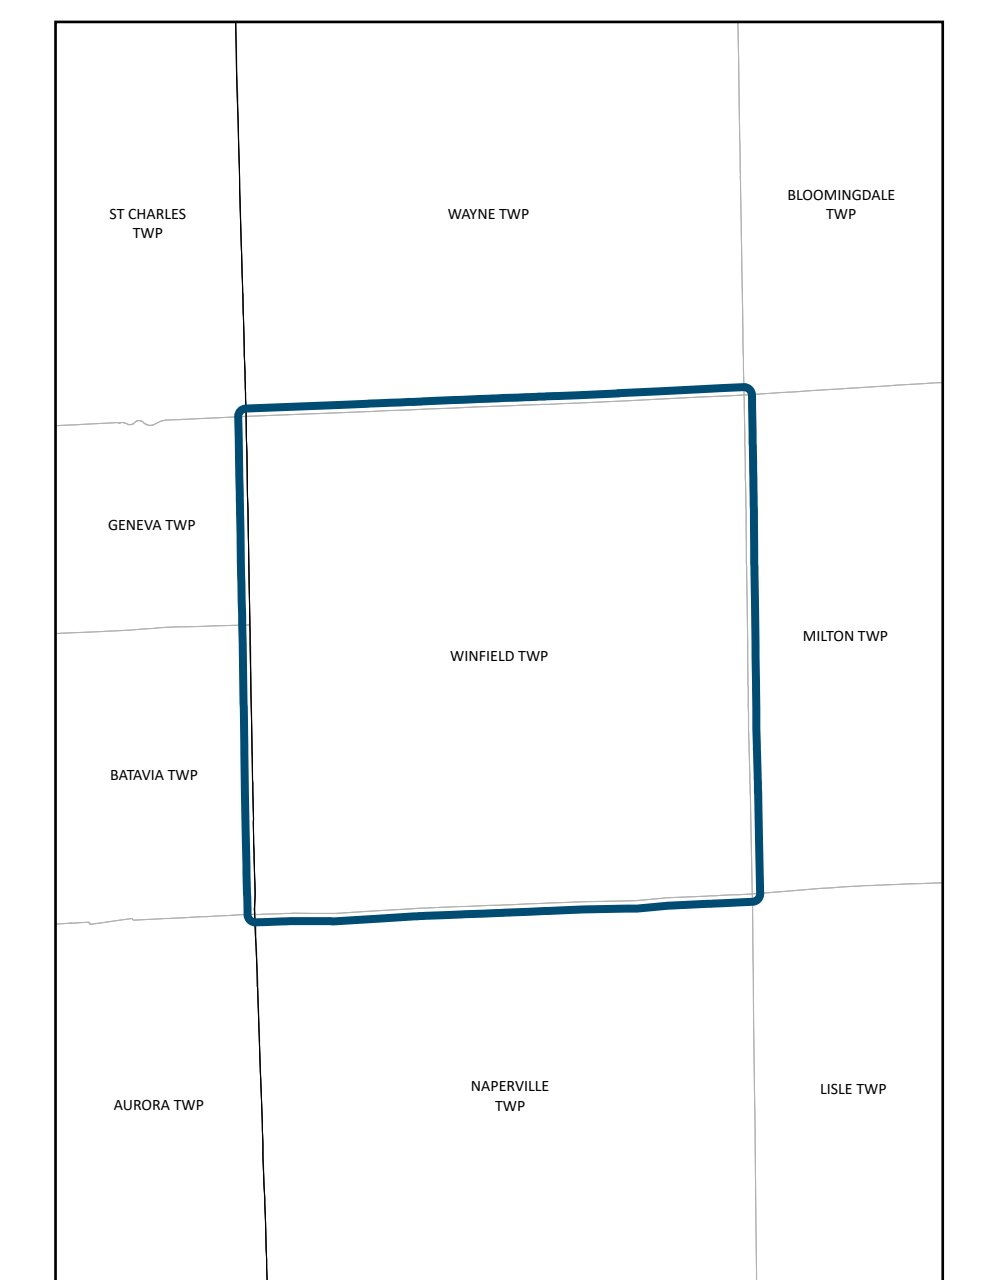 BLOOMINGDALE
TWP
ST CHARLES
TWP
WAYNE TWP
GENEVA TWP
MILTON TWP
WINFIELD TWP
BATAVIA TWP
NAPERVILLE
TWP
LISLE TWP
AURORA TWP